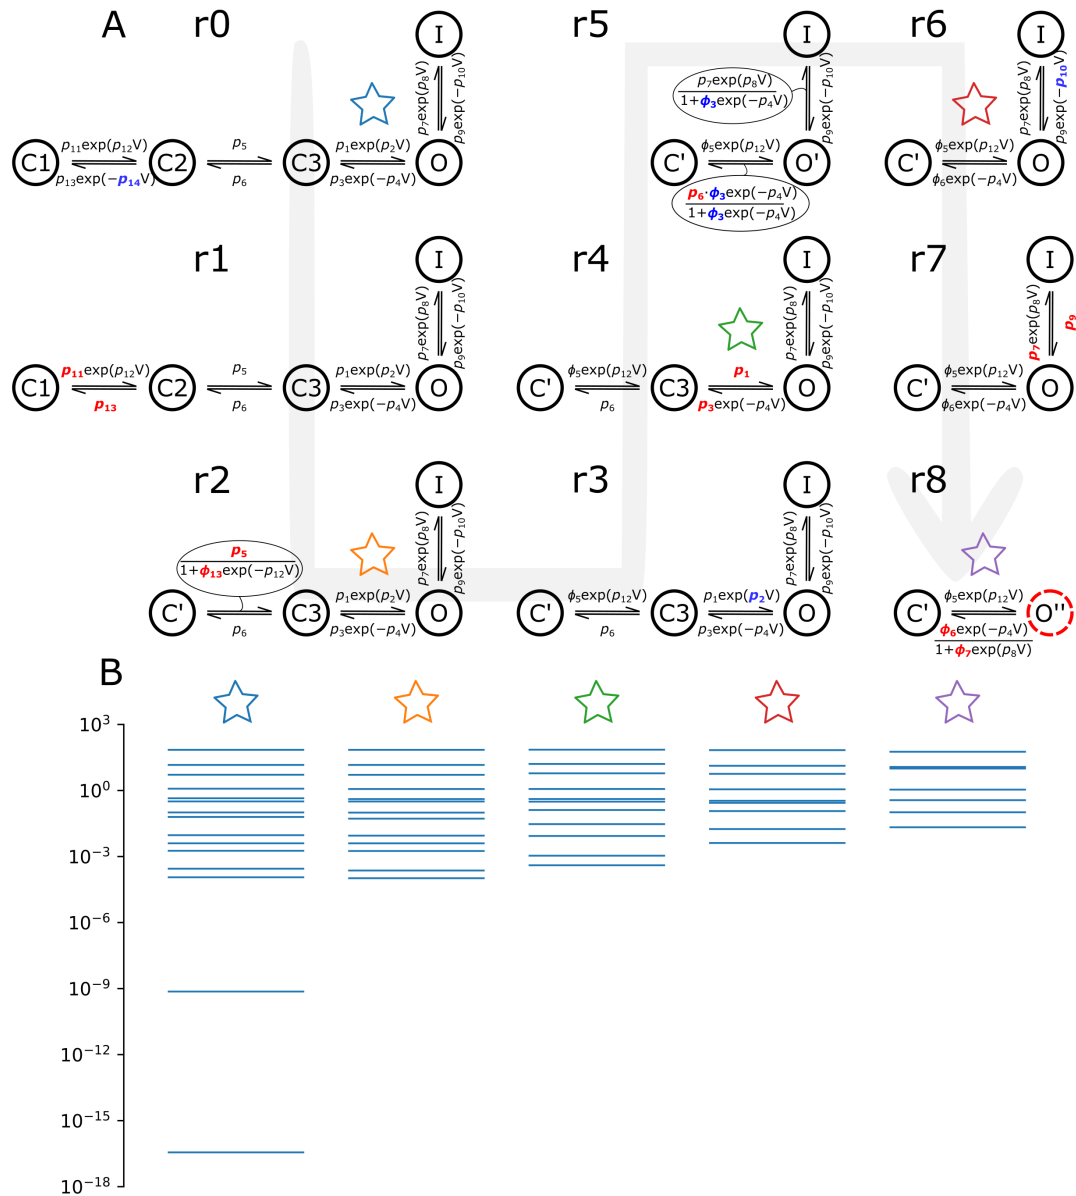 A
r0
I
p₇exp(p₈V)
p₉exp(−p₁₀V)
C1
p₁₁exp(p₁₂V)
p₁₃exp(−p₁₄V)
C2
p₅
p₆
C3
p₁exp(p₂V)
p₃exp(−p₄V)
O
r5
I
p₇exp(p₈V)
1+ϕ₃exp(−p₄V)
p₉exp(−p₁₀V)
C'
ϕ₅exp(p₁₂V)
O'
p₆·ϕ₃exp(−p₄V)
1+ϕ₃exp(−p₄V)
r6
I
p₇exp(p₈V)
p₉exp(−p₁₀V)
C'
ϕ₅exp(p₁₂V)
ϕ₆exp(−p₄V)
O
r1
I
p₇exp(p₈V)
p₉exp(−p₁₀V)
C1
p₁₁exp(p₁₂V)
p₁₃
C2
p₅
p₆
C3
p₁exp(p₂V)
p₃exp(−p₄V)
O
r4
I
p₇exp(p₈V)
p₉exp(−p₁₀V)
C'
ϕ₅exp(p₁₂V)
p₆
C3
p₁
p₃exp(−p₄V)
O
r7
I
p₇exp(p₈V)
p₉
C'
ϕ₅exp(p₁₂V)
ϕ₆exp(−p₄V)
O
r2
I
p₇exp(p₈V)
p₉exp(−p₁₀V)
p₅
1+ϕ₁₃exp(−p₁₂V)
C'
p₆
C3
p₁exp(p₂V)
p₃exp(−p₄V)
O
r3
I
p₇exp(p₈V)
p₉exp(−p₁₀V)
C'
ϕ₅exp(p₁₂V)
p₆
C3
p₁exp(p₂V)
p₃exp(−p₄V)
O
r8
C'
ϕ₅exp(p₁₂V)
O''
ϕ₆exp(−p₄V)
1+ϕ₇exp(p₈V)
B
10³
10⁰
10⁻³
10⁻⁶
10⁻⁹
10⁻¹²
10⁻¹⁵
10⁻¹⁸